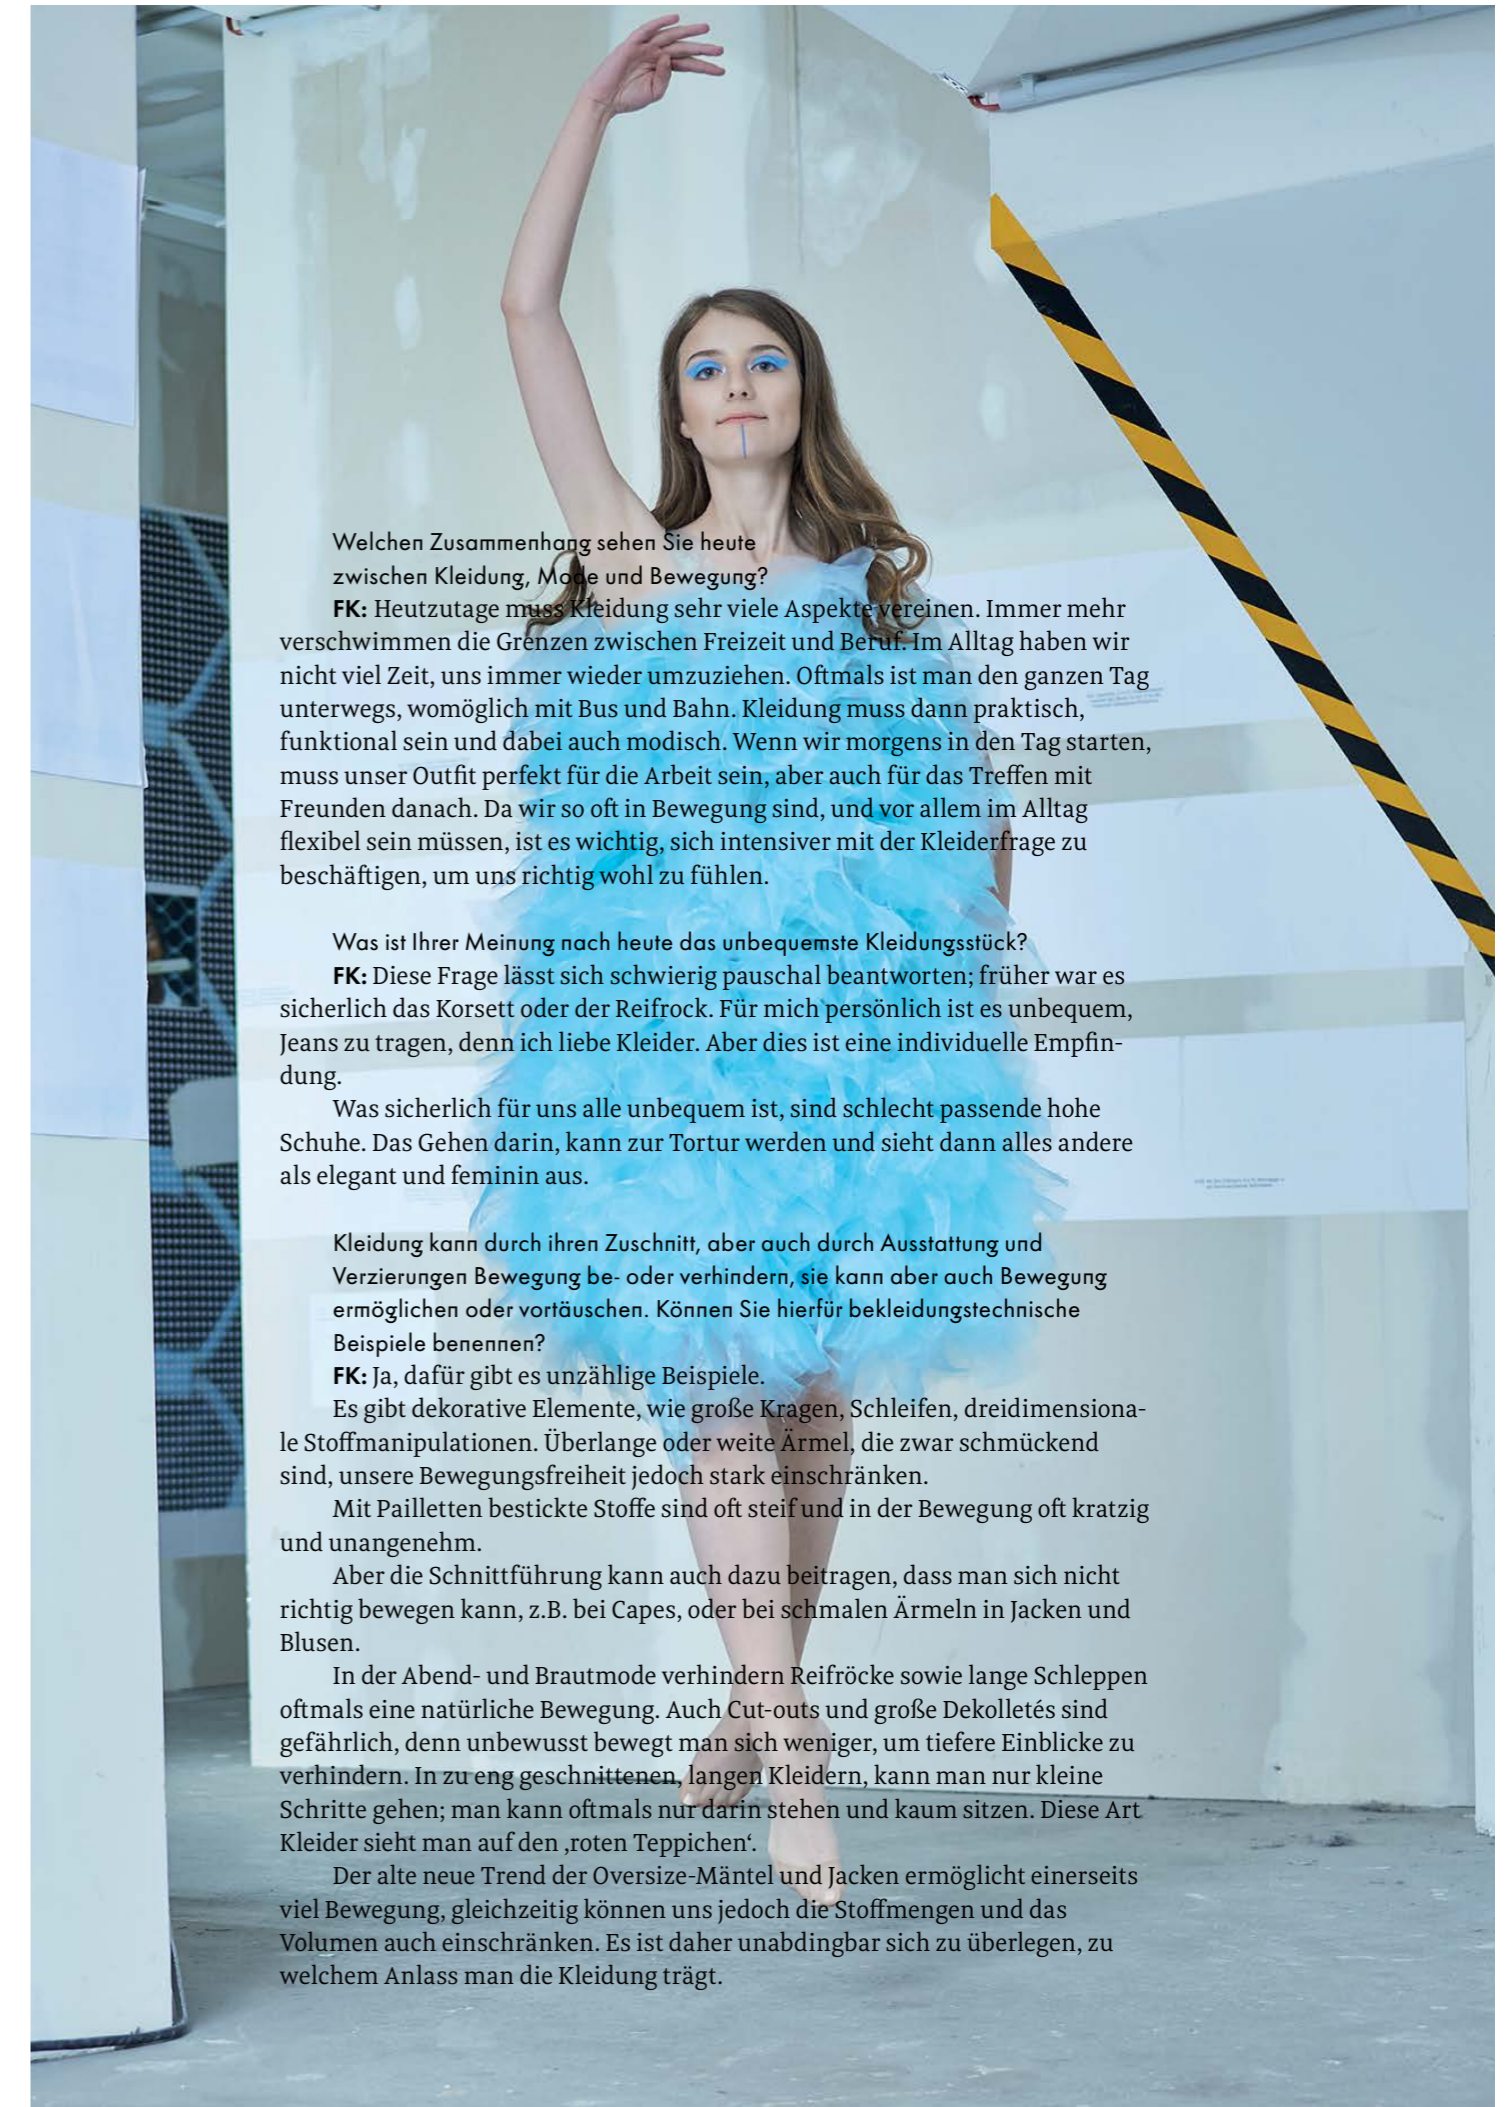 Welchen Zusammenhang sehen Sie heute
zwischen Kleidung, Mode und Bewegung?
FK: Heutzutage muss Kleidung sehr viele Aspekte vereinen. Immer mehr
verschwimmen die Grenzen zwischen Freizeit und Beruf. Im Alltag haben wir
nicht viel Zeit, uns immer wieder umzuziehen. Oftmals ist man den ganzen Tag
unterwegs, womöglich mit Bus und Bahn. Kleidung muss dann praktisch,
funktional sein und dabei auch modisch. Wenn wir morgens in den Tag starten,
muss unser Outfit perfekt für die Arbeit sein, aber auch für das Treffen mit
Freunden danach. Da wir so oft in Bewegung sind, und vor allem im Alltag
flexibel sein müssen, ist es wichtig, sich intensiver mit der Kleiderfrage zu
beschäftigen, um uns richtig wohl zu fühlen.
Was ist Ihrer Meinung nach heute das unbequemste Kleidungsstück?
FK: Diese Frage lässt sich schwierig pauschal beantworten; früher war es
sicherlich das Korsett oder der Reifrock. Für mich persönlich ist es unbequem,
Jeans zu tragen, denn ich liebe Kleider. Aber dies ist eine individuelle Empfin-
dung.
Was sicherlich für uns alle unbequem ist, sind schlecht passende hohe
Schuhe. Das Gehen darin, kann zur Tortur werden und sieht dann alles andere
als elegant und feminin aus.
Kleidung kann durch ihren Zuschnitt, aber auch durch Ausstattung und
Verzierungen Bewegung be- oder verhindern, sie kann aber auch Bewegung
ermöglichen oder vortäuschen. Können Sie hierfür bekleidungstechnische
Beispiele benennen?
FK: Ja, dafür gibt es unzählige Beispiele.
Es gibt dekorative Elemente, wie große Kragen, Schleifen, dreidimensiona-
le Stoffmanipulationen. Überlange oder weite Ärmel, die zwar schmückend
sind, unsere Bewegungsfreiheit jedoch stark einschränken.
Mit Pailletten bestickte Stoffe sind oft steif und in der Bewegung oft kratzig
und unangenehm.
Aber die Schnittführung kann auch dazu beitragen, dass man sich nicht
richtig bewegen kann, z.B. bei Capes, oder bei schmalen Ärmeln in Jacken und
Blusen.
In der Abend- und Brautmode verhindern Reifröcke sowie lange Schleppen
oftmals eine natürliche Bewegung. Auch Cut-outs und große Dekolletés sind
gefährlich, denn unbewusst bewegt man sich weniger, um tiefere Einblicke zu
verhindern. In zu eng geschnittenen, langen Kleidern, kann man nur kleine
Schritte gehen; man kann oftmals nur darin stehen und kaum sitzen. Diese Art
Kleider sieht man auf den ‚roten Teppichen‘.
Der alte neue Trend der Oversize-Mäntel und Jacken ermöglicht einerseits
viel Bewegung, gleichzeitig können uns jedoch die Stoffmengen und das
Volumen auch einschränken. Es ist daher unabdingbar sich zu überlegen, zu
welchem Anlass man die Kleidung trägt.